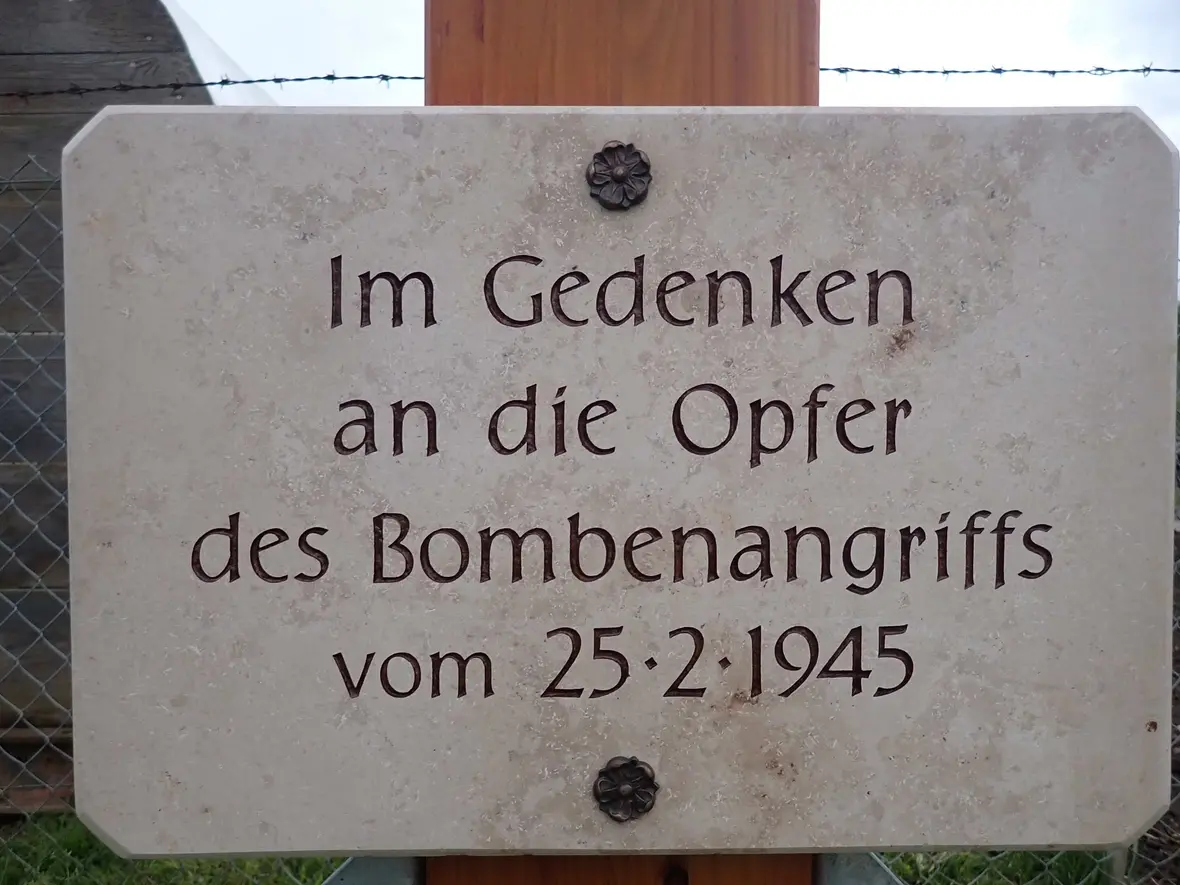 Im Gedenken
an die Opfer
des Bombenangriffs
vom 25·2·1945